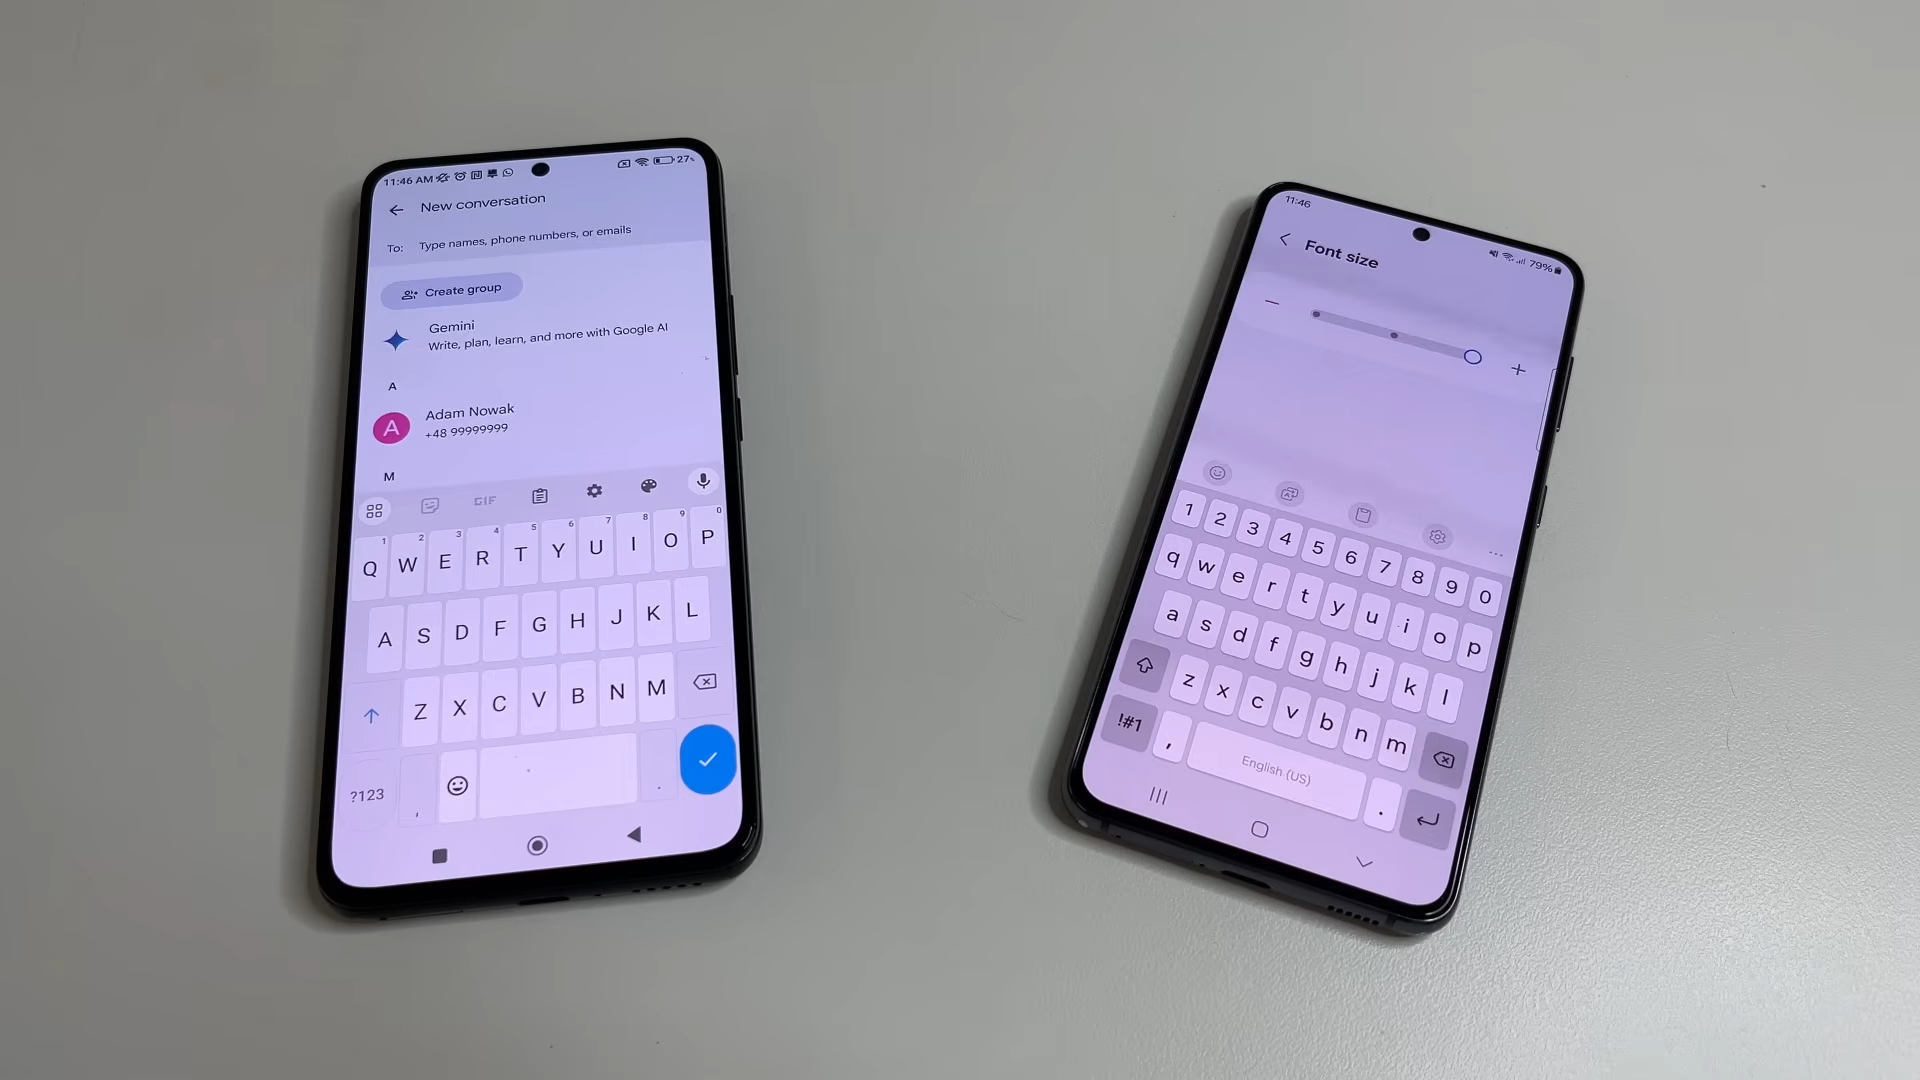 11:46 AM
27%
New conversation
To: Type names, phone numbers, or emails
Create group
Gemini
Write, plan, learn, and more with Google AI
A
A
Adam Nowak
+48 99999999
M
GIF
1 2 3 4 5 6 7 8 9 0
Q W E R T Y U I O P
A S D F G H J K L
Z X C V B N M
?123 , .
11:46
79%
Font size
1 2 3 4 5 6 7 8 9 0
q w e r t y u i o p
a s d f g h j k l
z x c v b n m
!#1 , English (US) .